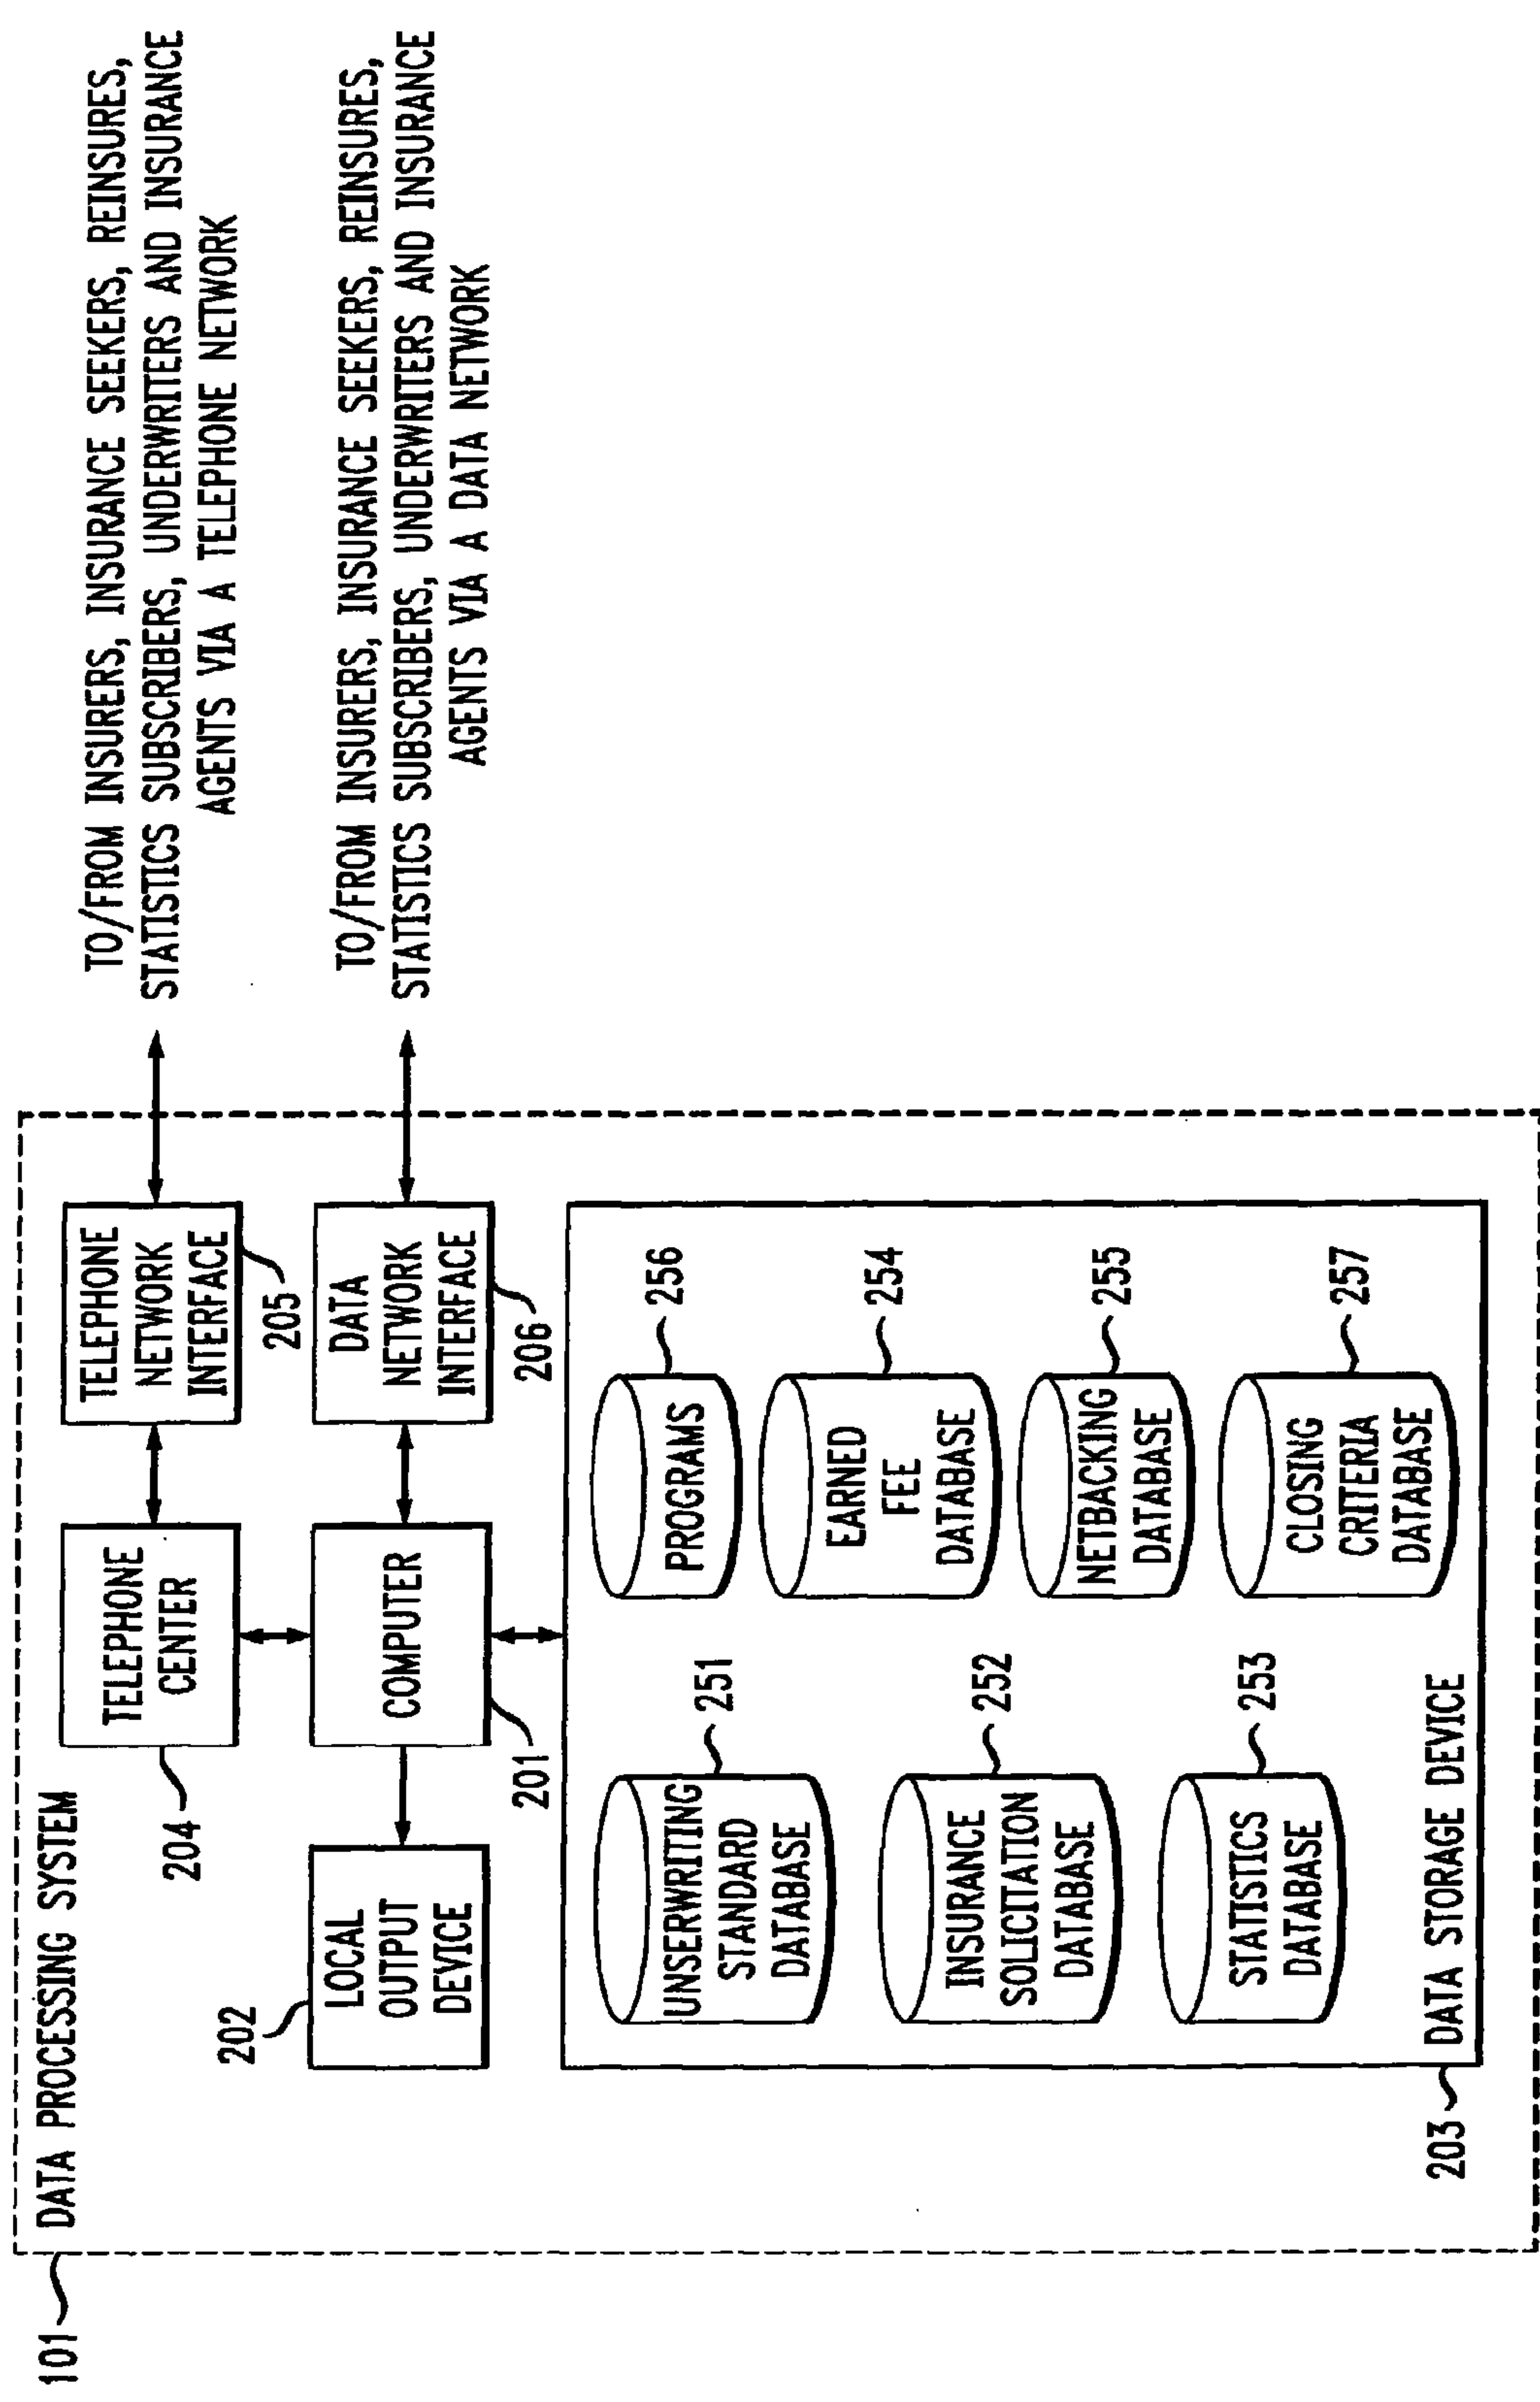 101
DATA PROCESSING SYSTEM
204
TELEPHONE
CENTER
TELEPHONE
NETWORK
INTERFACE
205
TO/FROM INSURERS, INSURANCE SEEKERS, REINSURES,
STATISTICS SUBSCRIBERS, UNDERWRITERS AND INSURANCE
AGENTS VIA A TELEPHONE NETWORK
202
LOCAL
OUTPUT
DEVICE
COMPUTER
201
DATA
NETWORK
INTERFACE
206
TO/FROM INSURERS, INSURANCE SEEKERS, REINSURES,
STATISTICS SUBSCRIBERS, UNDERWRITERS AND INSURANCE
AGENTS VIA A DATA NETWORK
UNSERWRITING
STANDARD
DATABASE
251
PROGRAMS
256
EARNED
FEE
DATABASE
254
INSURANCE
SOLICITATION
DATABASE
252
NETBACKING
DATABASE
255
STATISTICS
DATABASE
253
CLOSING
CRITERIA
DATABASE
257
203
DATA STORAGE DEVICE